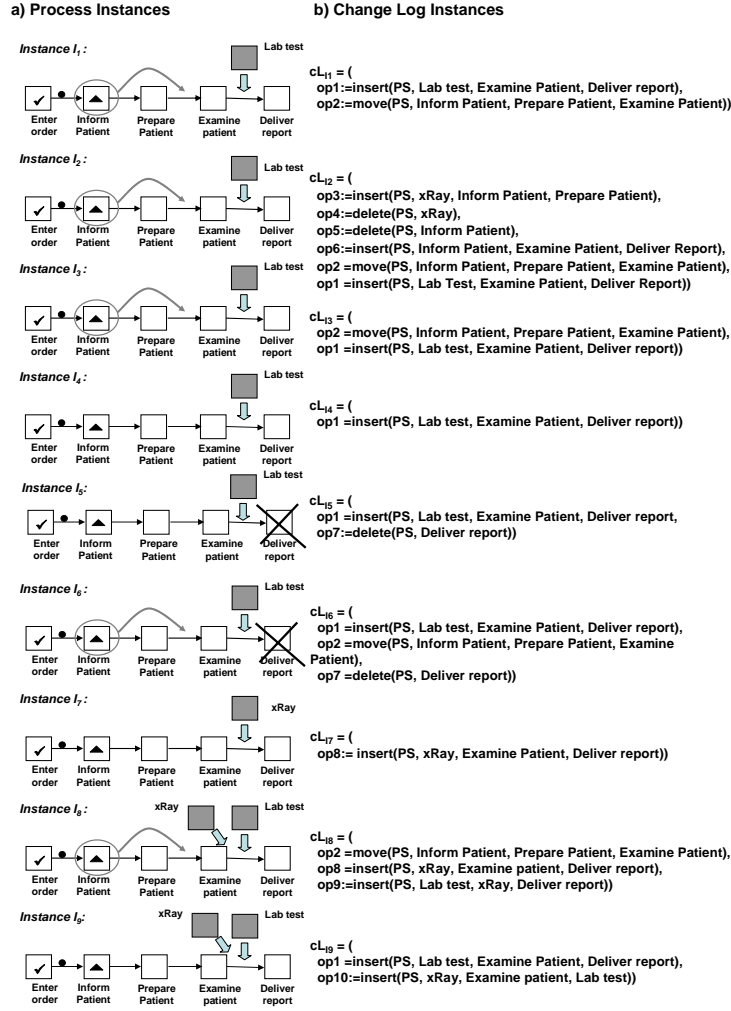 a) Process Instances
b) Change Log Instances
Instance I1 :
Lab test
Enter order
Inform Patient
Prepare Patient
Examine patient
Deliver report
cLI1 = (
op1:=insert(PS, Lab test, Examine Patient, Deliver report),
op2:=move(PS, Inform Patient, Prepare Patient, Examine Patient))
Instance I2 :
Lab test
Enter order
Inform Patient
Prepare Patient
Examine patient
Deliver report
cLI2 = (
op3:=insert(PS, xRay, Inform Patient, Prepare Patient),
op4:=delete(PS, xRay),
op5:=delete(PS, Inform Patient),
op6:=insert(PS, Inform Patient, Examine Patient, Deliver Report),
op2 =move(PS, Inform Patient, Prepare Patient, Examine Patient),
op1 =insert(PS, Lab Test, Examine Patient, Deliver Report))
Instance I3 :
Lab test
Enter order
Inform Patient
Prepare Patient
Examine patient
Deliver report
cLI3 = (
op2 =move(PS, Inform Patient, Prepare Patient, Examine Patient),
op1 =insert(PS, Lab test, Examine Patient, Deliver report))
Instance I4 :
Lab test
Enter order
Inform Patient
Prepare Patient
Examine patient
Deliver report
cLI4 = (
op1 =insert(PS, Lab test, Examine Patient, Deliver report))
Instance I5:
Lab test
Enter order
Inform Patient
Prepare Patient
Examine patient
Deliver report
cLI5 = (
op1 =insert(PS, Lab test, Examine Patient, Deliver report,
op7:=delete(PS, Deliver report))
Instance I6 :
Lab test
Enter order
Inform Patient
Prepare Patient
Examine patient
Deliver report
cLI6 = (
op1 =insert(PS, Lab test, Examine Patient, Deliver report),
op2 =move(PS, Inform Patient, Prepare Patient, Examine
Patient),
op7 =delete(PS, Deliver report))
Instance I7 :
xRay
Enter order
Inform Patient
Prepare Patient
Examine patient
Deliver report
cLI7 = (
op8:= insert(PS, xRay, Examine Patient, Deliver report))
Instance I8 :
xRay
Lab test
Enter order
Inform Patient
Prepare Patient
Examine patient
Deliver report
cLI8 = (
op2 =move(PS, Inform Patient, Prepare Patient, Examine Patient),
op8 =insert(PS, xRay, Examine patient, Deliver report),
op9:=insert(PS, Lab test, xRay, Deliver report))
Instance I9 :
xRay
Lab test
Enter order
Inform Patient
Prepare Patient
Examine patient
Deliver report
cLI9 = (
op1 =insert(PS, Lab test, Examine Patient, Deliver report),
op10:=insert(PS, xRay, Examine patient, Lab test))